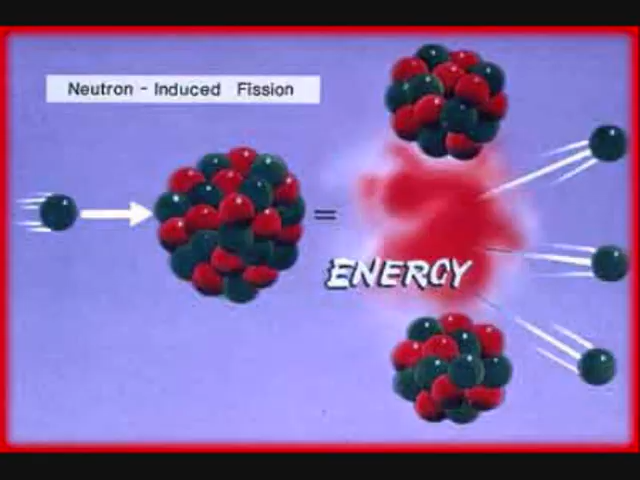 Neutron - Induced Fission
=
ENERGY